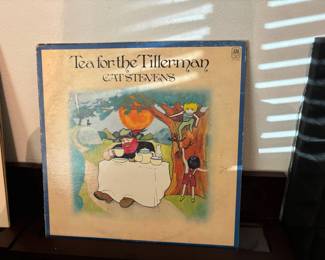 Tea for the Tillerman
CAT STEVENS